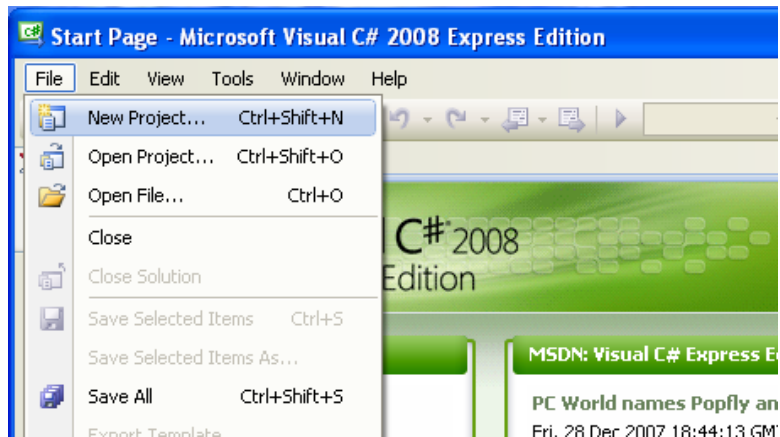 Start Page - Microsoft Visual C# 2008 Express Edition
File Edit View Tools Window Help
New Project... Ctrl+Shift+N
Open Project... Ctrl+Shift+O
Open File... Ctrl+O
Close
Close Solution
Save Selected Items Ctrl+S
Save Selected Items As...
Save All Ctrl+Shift+S
Export Template
C# 2008
Edition
MSDN: Visual C# Express
PC World names Popfly
Fri, 28 Dec 2007 18:44:13